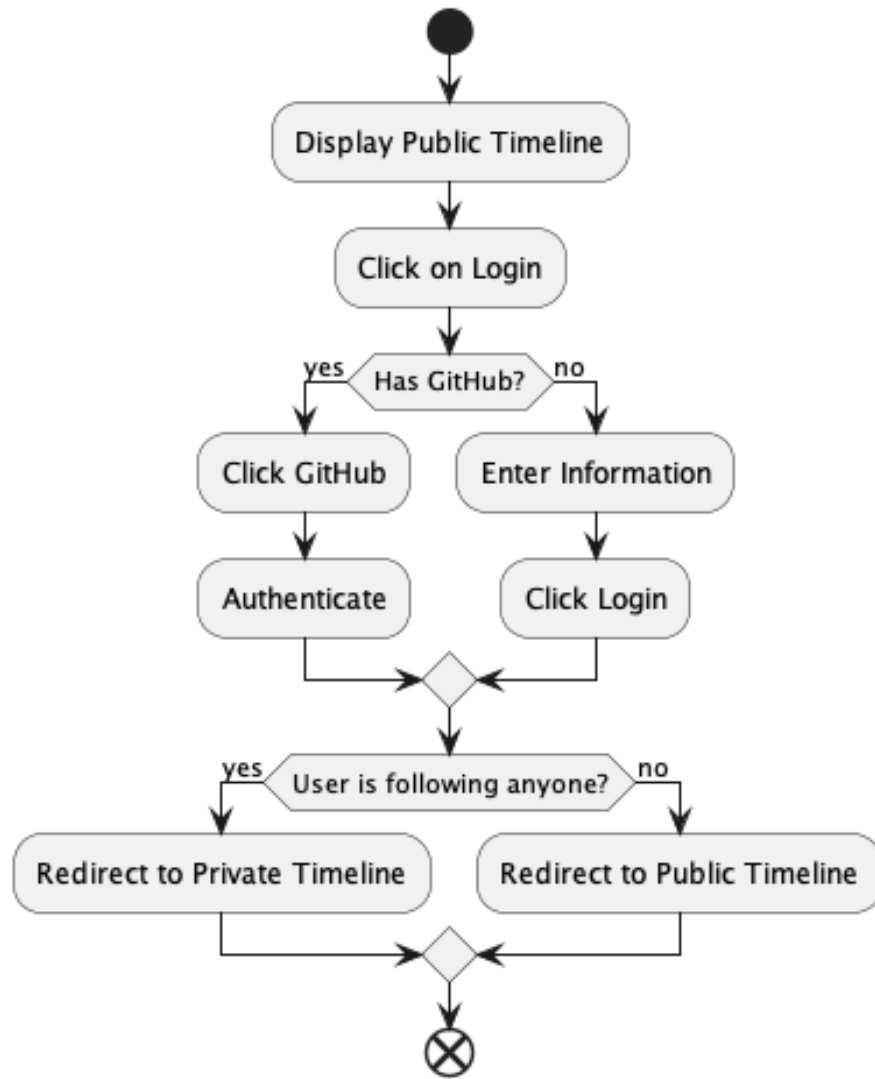 Display Public Timeline
Click on Login
yes
Has GitHub?
no
Click GitHub
Enter Information
Authenticate
Click Login
yes
User is following anyone?
no
Redirect to Private Timeline
Redirect to Public Timeline